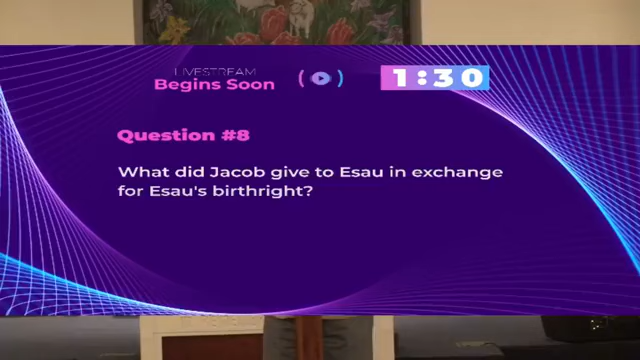 LIVESTREAM
Begins Soon
1:30
Question #8
What did Jacob give to Esau in exchange
for Esau's birthright?